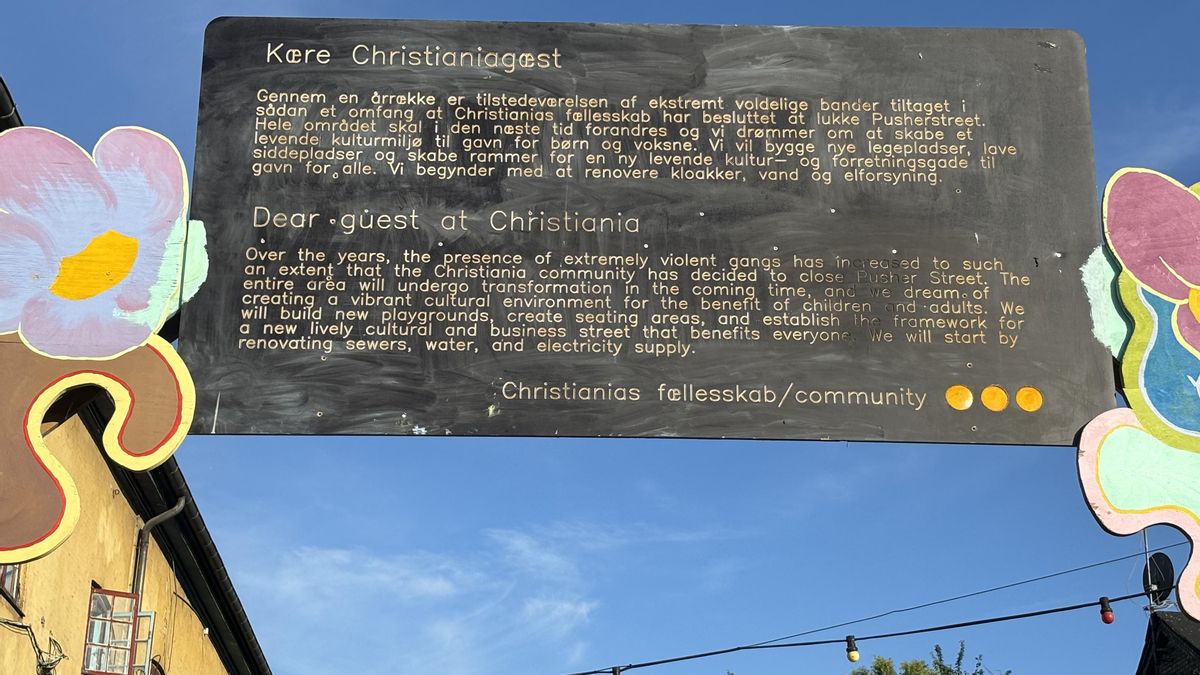 Kære Christianiagæst
Gennem en årrække er tilstedeværelsen af ekstremt voldelige bander tiltaget i
sådan et omfang at Christianias fællesskab har besluttet at lukke Pusherstreet.
Hele området skal i den næste tid forandres og vi drømmer om at skabe et
levende kulturmiljø til gavn for børn og voksne. Vi vil bygge nye legepladser, lave
siddepladser og skabe rammer for en ny levende kultur- og forretningsgade til
gavn for alle. Vi begynder med at renovere kloakker, vand og elforsyning.
Dear guest at Christiania
Over the years, the presence of extremely violent gangs has increased to such
an extent that the Christiania community has decided to close Pusher Street. The
entire area will undergo transformation in the coming time, and we dream of
creating a vibrant cultural environment for the benefit of children and adults. We
will build new playgrounds, create seating areas, and establish the framework for
a new lively cultural and business street that benefits everyone. We will start by
renovating sewers, water, and electricity supply.
Christianias fællesskab/community